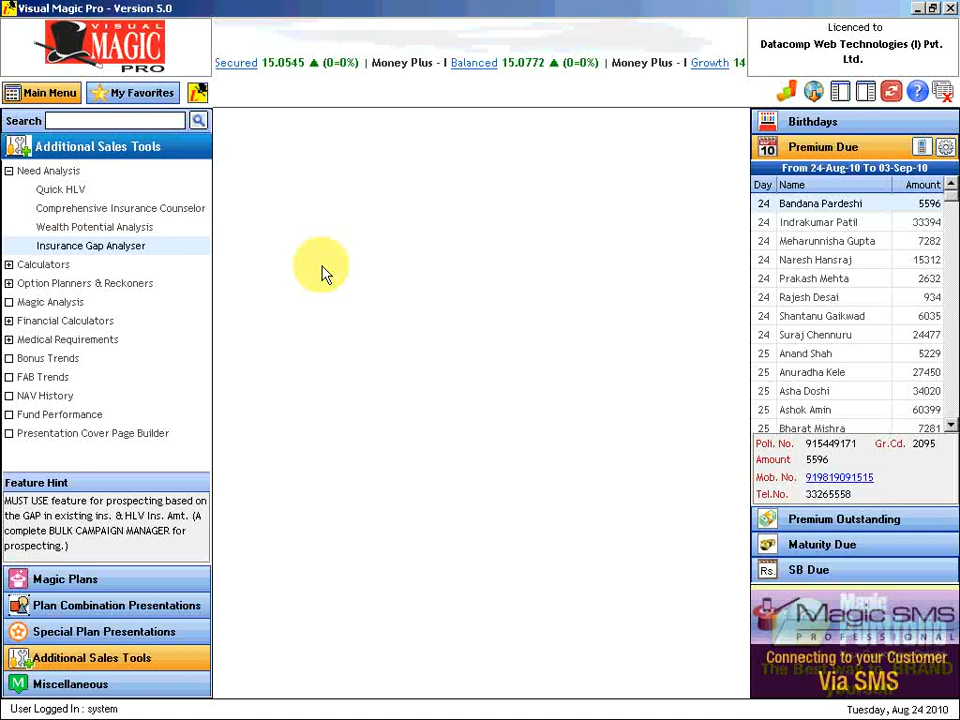 Visual Magic Pro - Version 5.0
VISUAL
MAGIC
PRO
Secured 15.0545 ▲ (0=0%) | Money Plus - I Balanced 15.0772 ▲ (0=0%) | Money Plus - I Growth 14
Licenced to
Datacomp Web Technologies (I) Pvt.
Ltd.
Main Menu
My Favorites
Search
Additional Sales Tools
Need Analysis
Quick HLV
Comprehensive Insurance Counselor
Wealth Potential Analysis
Insurance Gap Analyser
Calculators
Option Planners & Reckoners
Magic Analysis
Financial Calculators
Medical Requirements
Bonus Trends
FAB Trends
NAV History
Fund Performance
Presentation Cover Page Builder
Feature Hint
MUST USE feature for prospecting based on
the GAP in existing ins. & HLV Ins. Amt. (A
complete BULK CAMPAIGN MANAGER for
prospecting.)
Magic Plans
Plan Combination Presentations
Special Plan Presentations
Additional Sales Tools
Miscellaneous
Birthdays
10 Premium Due
From 24-Aug-10 To 03-Sep-10
Day Name Amount
24 Bandana Pardeshi 5596
24 Indrakumar Patil 33394
24 Meharunnisha Gupta 7282
24 Naresh Hansraj 15312
24 Prakash Mehta 2632
24 Rajesh Desai 934
24 Shantanu Gaikwad 6035
24 Suraj Chennuru 24477
25 Anand Shah 5229
25 Anuradha Kele 27450
25 Asha Doshi 34020
25 Ashok Amin 60399
25 Bharat Mishra 7281
Poli. No. 915449171 Gr.Cd. 2095
Amount 5596
Mob. No. 919819091515
Tel.No. 33265558
Premium Outstanding
Maturity Due
Rs. SB Due
Magic SMS
PROFESSIONAL
Connecting to your Customer
Via SMS
User Logged In : system
Tuesday, Aug 24 2010